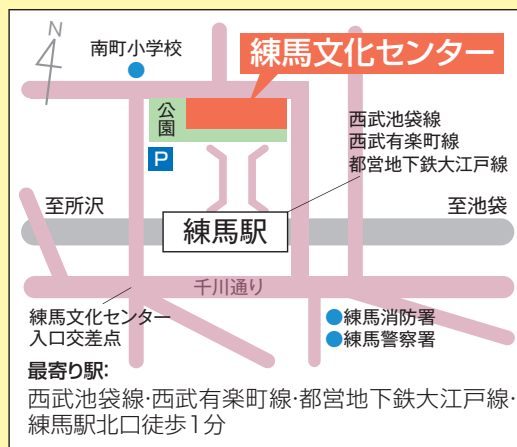 N
南町小学校
練馬文化センター
公園
P
西武池袋線
西武有楽町線
都営地下鉄大江戸線
至所沢
至池袋
練馬駅
千川通り
練馬文化センター
入口交差点
練馬消防署
練馬警察署
最寄り駅:
西武池袋線·西武有楽町線·都営地下鉄大江戸線·
練馬駅北口徒歩1分